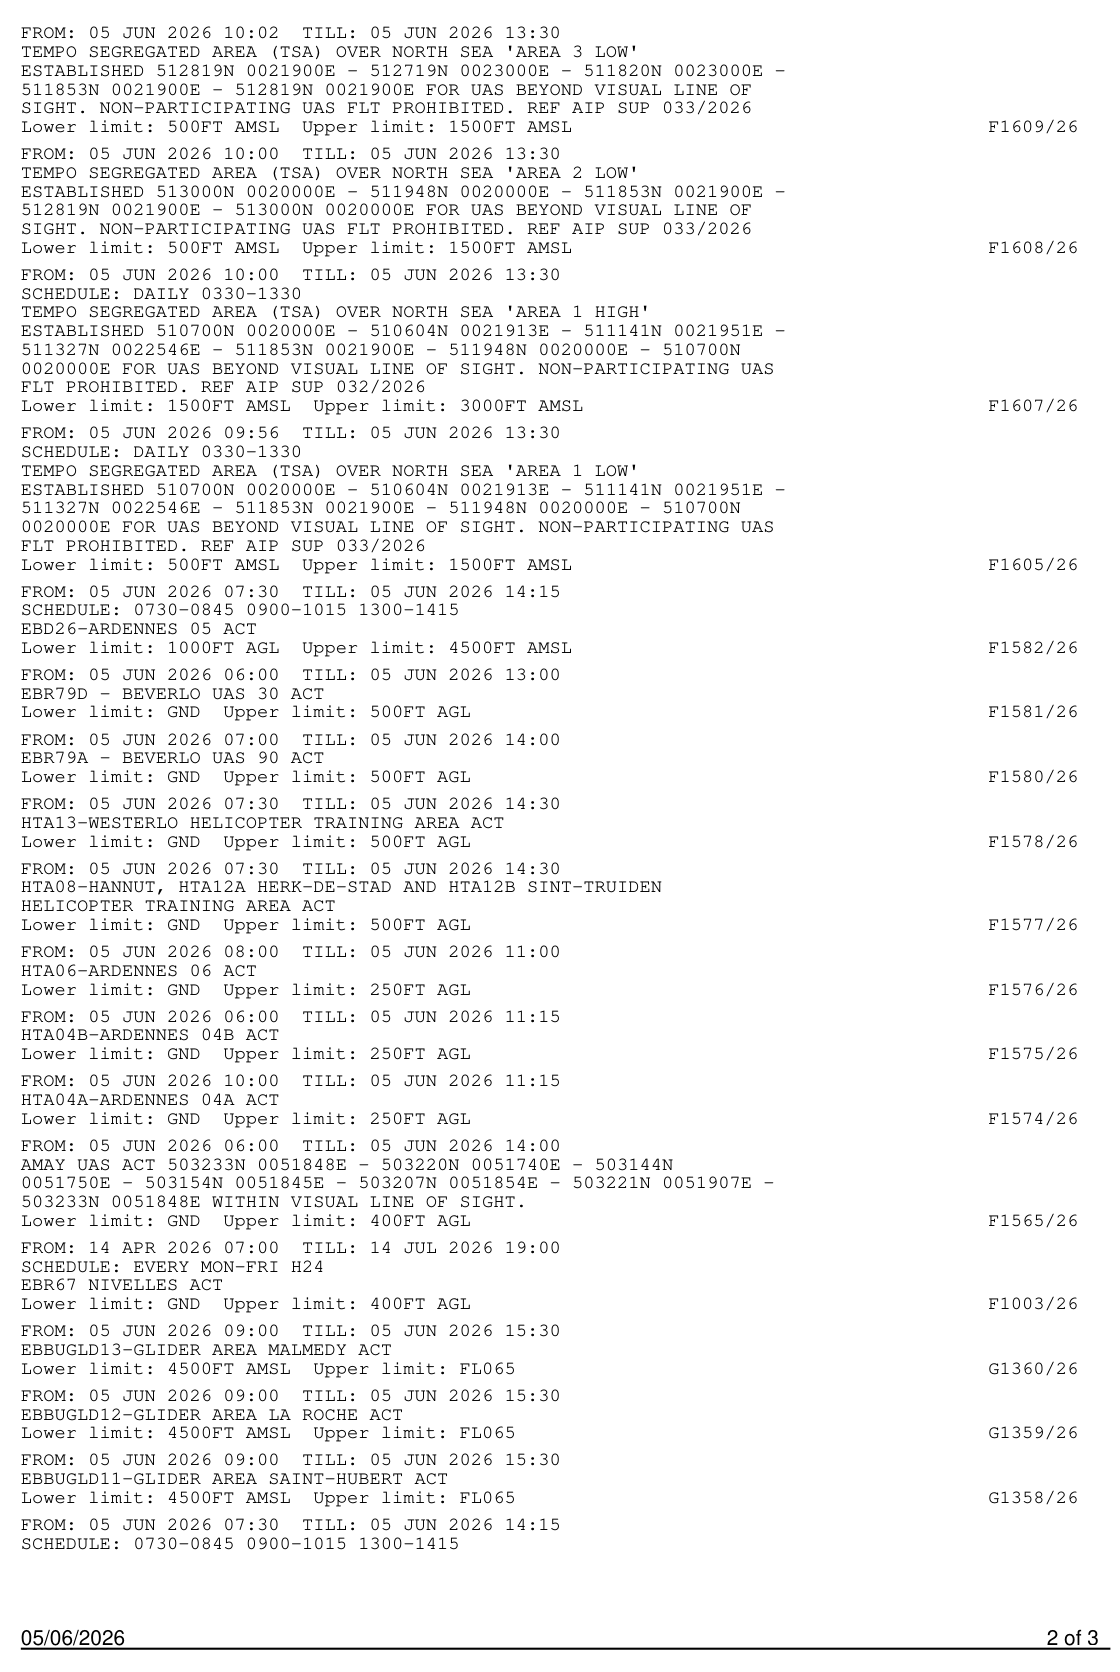 FROM: 05 JUN 2026 10:02  TILL: 05 JUN 2026 13:30
TEMPO SEGREGATED AREA (TSA) OVER NORTH SEA 'AREA 3 LOW'
ESTABLISHED 512819N 0021900E - 512719N 0023000E - 511820N 0023000E -
511853N 0021900E - 512819N 0021900E FOR UAS BEYOND VISUAL LINE OF
SIGHT. NON-PARTICIPATING UAS FLT PROHIBITED. REF AIP SUP 033/2026
Lower limit: 500FT AMSL  Upper limit: 1500FT AMSL F1609/26
FROM: 05 JUN 2026 10:00  TILL: 05 JUN 2026 13:30
TEMPO SEGREGATED AREA (TSA) OVER NORTH SEA 'AREA 2 LOW'
ESTABLISHED 513000N 0020000E - 511948N 0020000E - 511853N 0021900E -
512819N 0021900E - 513000N 0020000E FOR UAS BEYOND VISUAL LINE OF
SIGHT. NON-PARTICIPATING UAS FLT PROHIBITED. REF AIP SUP 033/2026
Lower limit: 500FT AMSL  Upper limit: 1500FT AMSL F1608/26
FROM: 05 JUN 2026 10:00  TILL: 05 JUN 2026 13:30
SCHEDULE: DAILY 0330-1330
TEMPO SEGREGATED AREA (TSA) OVER NORTH SEA 'AREA 1 HIGH'
ESTABLISHED 510700N 0020000E - 510604N 0021913E - 511141N 0021951E -
511327N 0022546E - 511853N 0021900E - 511948N 0020000E - 510700N
0020000E FOR UAS BEYOND VISUAL LINE OF SIGHT. NON-PARTICIPATING UAS
FLT PROHIBITED. REF AIP SUP 032/2026
Lower limit: 1500FT AMSL  Upper limit: 3000FT AMSL F1607/26
FROM: 05 JUN 2026 09:56  TILL: 05 JUN 2026 13:30
SCHEDULE: DAILY 0330-1330
TEMPO SEGREGATED AREA (TSA) OVER NORTH SEA 'AREA 1 LOW'
ESTABLISHED 510700N 0020000E - 510604N 0021913E - 511141N 0021951E -
511327N 0022546E - 511853N 0021900E - 511948N 0020000E - 510700N
0020000E FOR UAS BEYOND VISUAL LINE OF SIGHT. NON-PARTICIPATING UAS
FLT PROHIBITED. REF AIP SUP 033/2026
Lower limit: 500FT AMSL  Upper limit: 1500FT AMSL F1605/26
FROM: 05 JUN 2026 07:30  TILL: 05 JUN 2026 14:15
SCHEDULE: 0730-0845 0900-1015 1300-1415
EBD26-ARDENNES 05 ACT
Lower limit: 1000FT AGL  Upper limit: 4500FT AMSL F1582/26
FROM: 05 JUN 2026 06:00  TILL: 05 JUN 2026 13:00
EBR79D - BEVERLO UAS 30 ACT
Lower limit: GND  Upper limit: 500FT AGL F1581/26
FROM: 05 JUN 2026 07:00  TILL: 05 JUN 2026 14:00
EBR79A - BEVERLO UAS 90 ACT
Lower limit: GND  Upper limit: 500FT AGL F1580/26
FROM: 05 JUN 2026 07:30  TILL: 05 JUN 2026 14:30
HTA13-WESTERLO HELICOPTER TRAINING AREA ACT
Lower limit: GND  Upper limit: 500FT AGL F1578/26
FROM: 05 JUN 2026 07:30  TILL: 05 JUN 2026 14:30
HTA08-HANNUT, HTA12A HERK-DE-STAD AND HTA12B SINT-TRUIDEN
HELICOPTER TRAINING AREA ACT
Lower limit: GND  Upper limit: 500FT AGL F1577/26
FROM: 05 JUN 2026 08:00  TILL: 05 JUN 2026 11:00
HTA06-ARDENNES 06 ACT
Lower limit: GND  Upper limit: 250FT AGL F1576/26
FROM: 05 JUN 2026 06:00  TILL: 05 JUN 2026 11:15
HTA04B-ARDENNES 04B ACT
Lower limit: GND  Upper limit: 250FT AGL F1575/26
FROM: 05 JUN 2026 10:00  TILL: 05 JUN 2026 11:15
HTA04A-ARDENNES 04A ACT
Lower limit: GND  Upper limit: 250FT AGL F1574/26
FROM: 05 JUN 2026 06:00  TILL: 05 JUN 2026 14:00
AMAY UAS ACT 503233N 0051848E - 503220N 0051740E - 503144N
0051750E - 503154N 0051845E - 503207N 0051854E - 503221N 0051907E -
503233N 0051848E WITHIN VISUAL LINE OF SIGHT.
Lower limit: GND  Upper limit: 400FT AGL F1565/26
FROM: 14 APR 2026 07:00  TILL: 14 JUL 2026 19:00
SCHEDULE: EVERY MON-FRI H24
EBR67 NIVELLES ACT
Lower limit: GND  Upper limit: 400FT AGL F1003/26
FROM: 05 JUN 2026 09:00  TILL: 05 JUN 2026 15:30
EBBUGLD13-GLIDER AREA MALMEDY ACT
Lower limit: 4500FT AMSL  Upper limit: FL065 G1360/26
FROM: 05 JUN 2026 09:00  TILL: 05 JUN 2026 15:30
EBBUGLD12-GLIDER AREA LA ROCHE ACT
Lower limit: 4500FT AMSL  Upper limit: FL065 G1359/26
FROM: 05 JUN 2026 09:00  TILL: 05 JUN 2026 15:30
EBBUGLD11-GLIDER AREA SAINT-HUBERT ACT
Lower limit: 4500FT AMSL  Upper limit: FL065 G1358/26
FROM: 05 JUN 2026 07:30  TILL: 05 JUN 2026 14:15
SCHEDULE: 0730-0845 0900-1015 1300-1415
05/06/2026 2 of 3